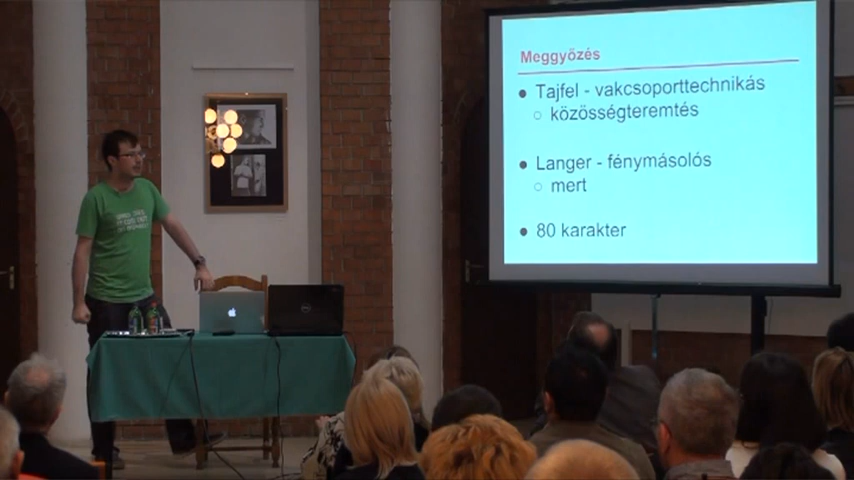 Meggyőzés
● Tajfel - vakcsoporttechnikás
○ közösségteremtés
● Langer - fénymásolós
○ mert
● 80 karakter